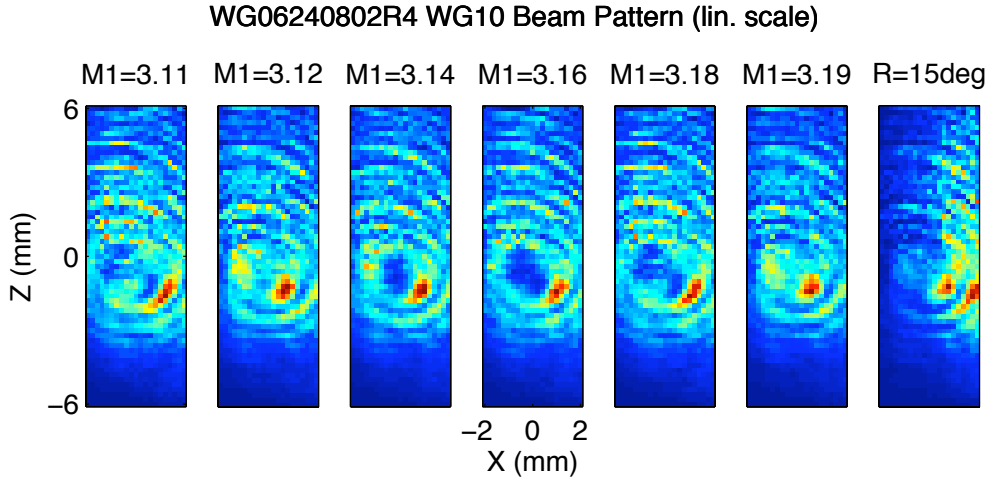 WG06240802R4 WG10 Beam Pattern (lin. scale)
M1=3.11 M1=3.12 M1=3.14 M1=3.16 M1=3.18 M1=3.19 R=15deg
6
0
−6
Z (mm)
−2 0 2
X (mm)